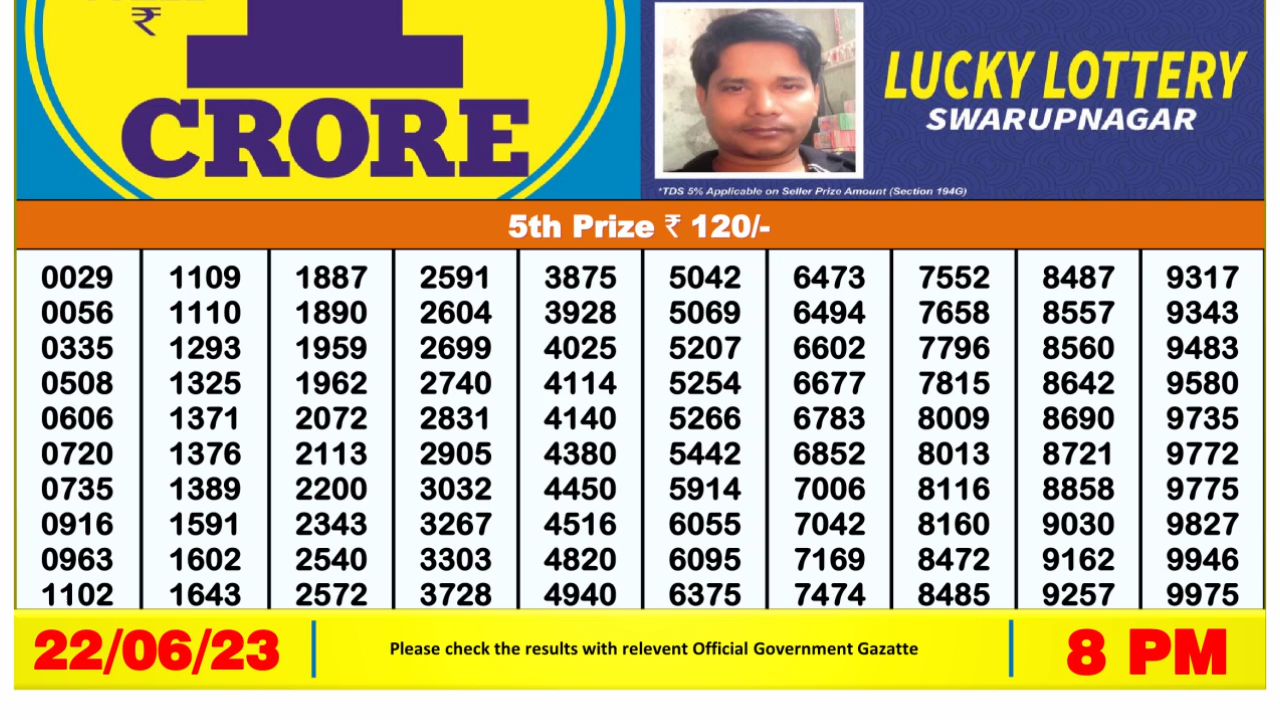 ₹
1
CRORE
LUCKY LOTTERY
SWARUPNAGAR
*TDS 5% Applicable on Seller Prize Amount (Section 194G)
5th Prize ₹ 120/-
0029 1109 1887 2591 3875 5042 6473 7552 8487 9317
0056 1110 1890 2604 3928 5069 6494 7658 8557 9343
0335 1293 1959 2699 4025 5207 6602 7796 8560 9483
0508 1325 1962 2740 4114 5254 6677 7815 8642 9580
0606 1371 2072 2831 4140 5266 6783 8009 8690 9735
0720 1376 2113 2905 4380 5442 6852 8013 8721 9772
0735 1389 2200 3032 4450 5914 7006 8116 8858 9775
0916 1591 2343 3267 4516 6055 7042 8160 9030 9827
0963 1602 2540 3303 4820 6095 7169 8472 9162 9946
1102 1643 2572 3728 4940 6375 7474 8485 9257 9975
22/06/23
Please check the results with relevent Official Government Gazatte
8 PM